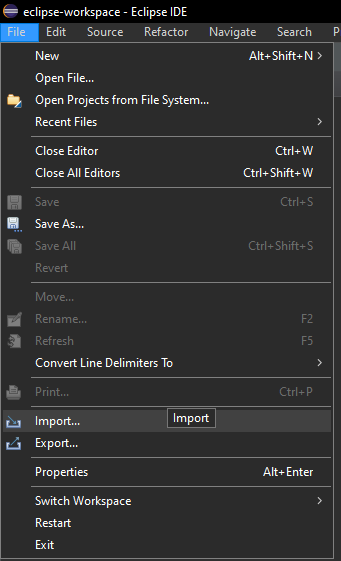 eclipse-workspace - Eclipse IDE
File Edit Source Refactor Navigate Search P
New Alt+Shift+N >
Open File...
Open Projects from File System...
Recent Files >
Close Editor Ctrl+W
Close All Editors Ctrl+Shift+W
Save Ctrl+S
Save As...
Save All Ctrl+Shift+S
Revert
Move...
Rename... F2
Refresh F5
Convert Line Delimiters To >
Print... Ctrl+P
Import... Import
Export...
Properties Alt+Enter
Switch Workspace >
Restart
Exit